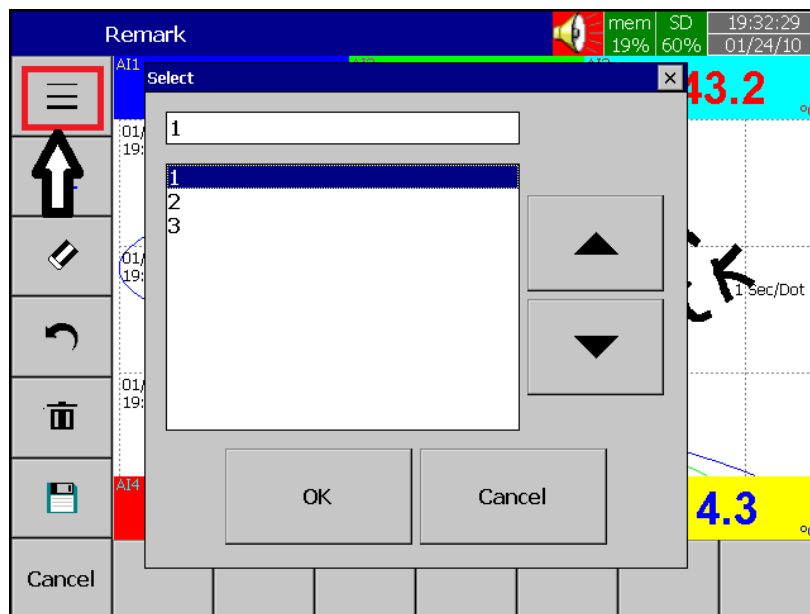 Remark
mem
19%
SD
60%
19:32:29
01/24/10
AI1
Select
43.2
01/
19:
1
1
2
3
01/
19:
1 Sec/Dot
01/
19:
AI4
OK
Cancel
4.3
Cancel